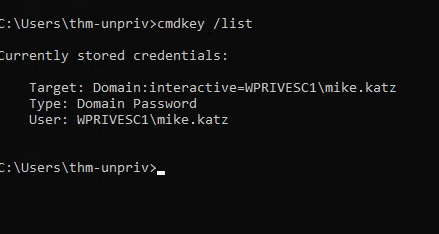 C:\Users\thm-unpriv>cmdkey /list
Currently stored credentials:
Target: Domain:interactive=WPRIVESC1\mike.katz
Type: Domain Password
User: WPRIVESC1\mike.katz
C:\Users\thm-unpriv>